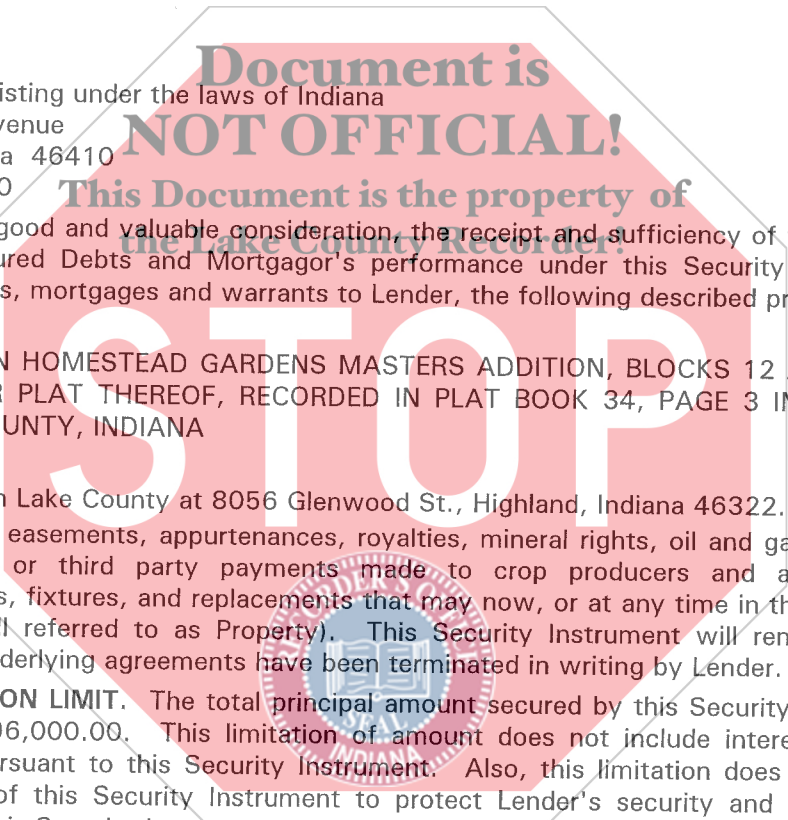 Document is
isting under the laws of Indiana
venue
NOT OFFICIAL!
a 46410
0
This Document is the property of
good and valuable consideration, the receipt and sufficiency of
the Lake County Recorder!
ured Debts and Mortgagor's performance under this Security
s, mortgages and warrants to Lender, the following described pr
N HOMESTEAD GARDENS MASTERS ADDITION, BLOCKS 12
R PLAT THEREOF, RECORDED IN PLAT BOOK 34, PAGE 3 IN
UNTY, INDIANA
STOP
n Lake County at 8056 Glenwood St., Highland, Indiana 46322.
easements, appurtenances, royalties, mineral rights, oil and ga
or third party payments made to crop producers and a
s, fixtures, and replacements that may now, or at any time in th
ll referred to as Property). This Security Instrument will rem
derlying agreements have been terminated in writing by Lender.
ON LIMIT. The total principal amount secured by this Security
06,000.00. This limitation of amount does not include intere
rsuant to this Security Instrument. Also, this limitation does
of this Security Instrument to protect Lender's security and
SEAL
INDIANA